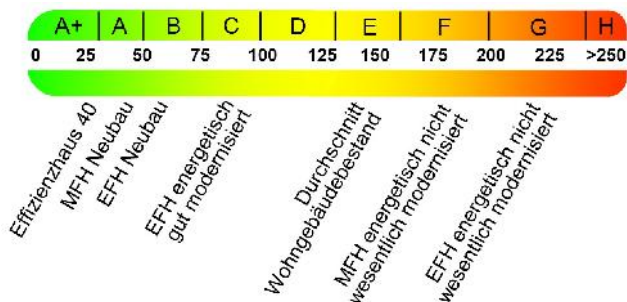 A+ A B C D E F G H
0 25 50 75 100 125 150 175 200 225 >250
Effizienzhaus 40
MFH Neubau
EFH Neubau
EFH energetisch
gut modernisiert
Durchschnitt
Wohngebäudebestand
MFH energetisch nicht
wesentlich modernisiert
EFH energetisch nicht
wesentlich modernisiert